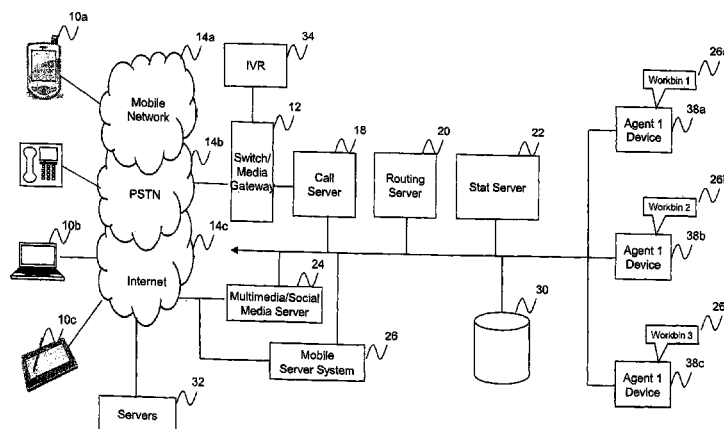 10a
14a
34
IVR
26a
Workbin 1
Mobile
Network
12
38a
Agent 1
Device
14b
18
20
22
Switch/
Media
Gateway
Call
Server
Routing
Server
Stat Server
PSTN
Workbin 2
10b
14c
Agent 1
Device
38b
Internet
24
Multimedia/Social
Media Server
30
10c
26
Mobile
Server System
Workbin 3
38c
Agent 1
Device
32
Servers